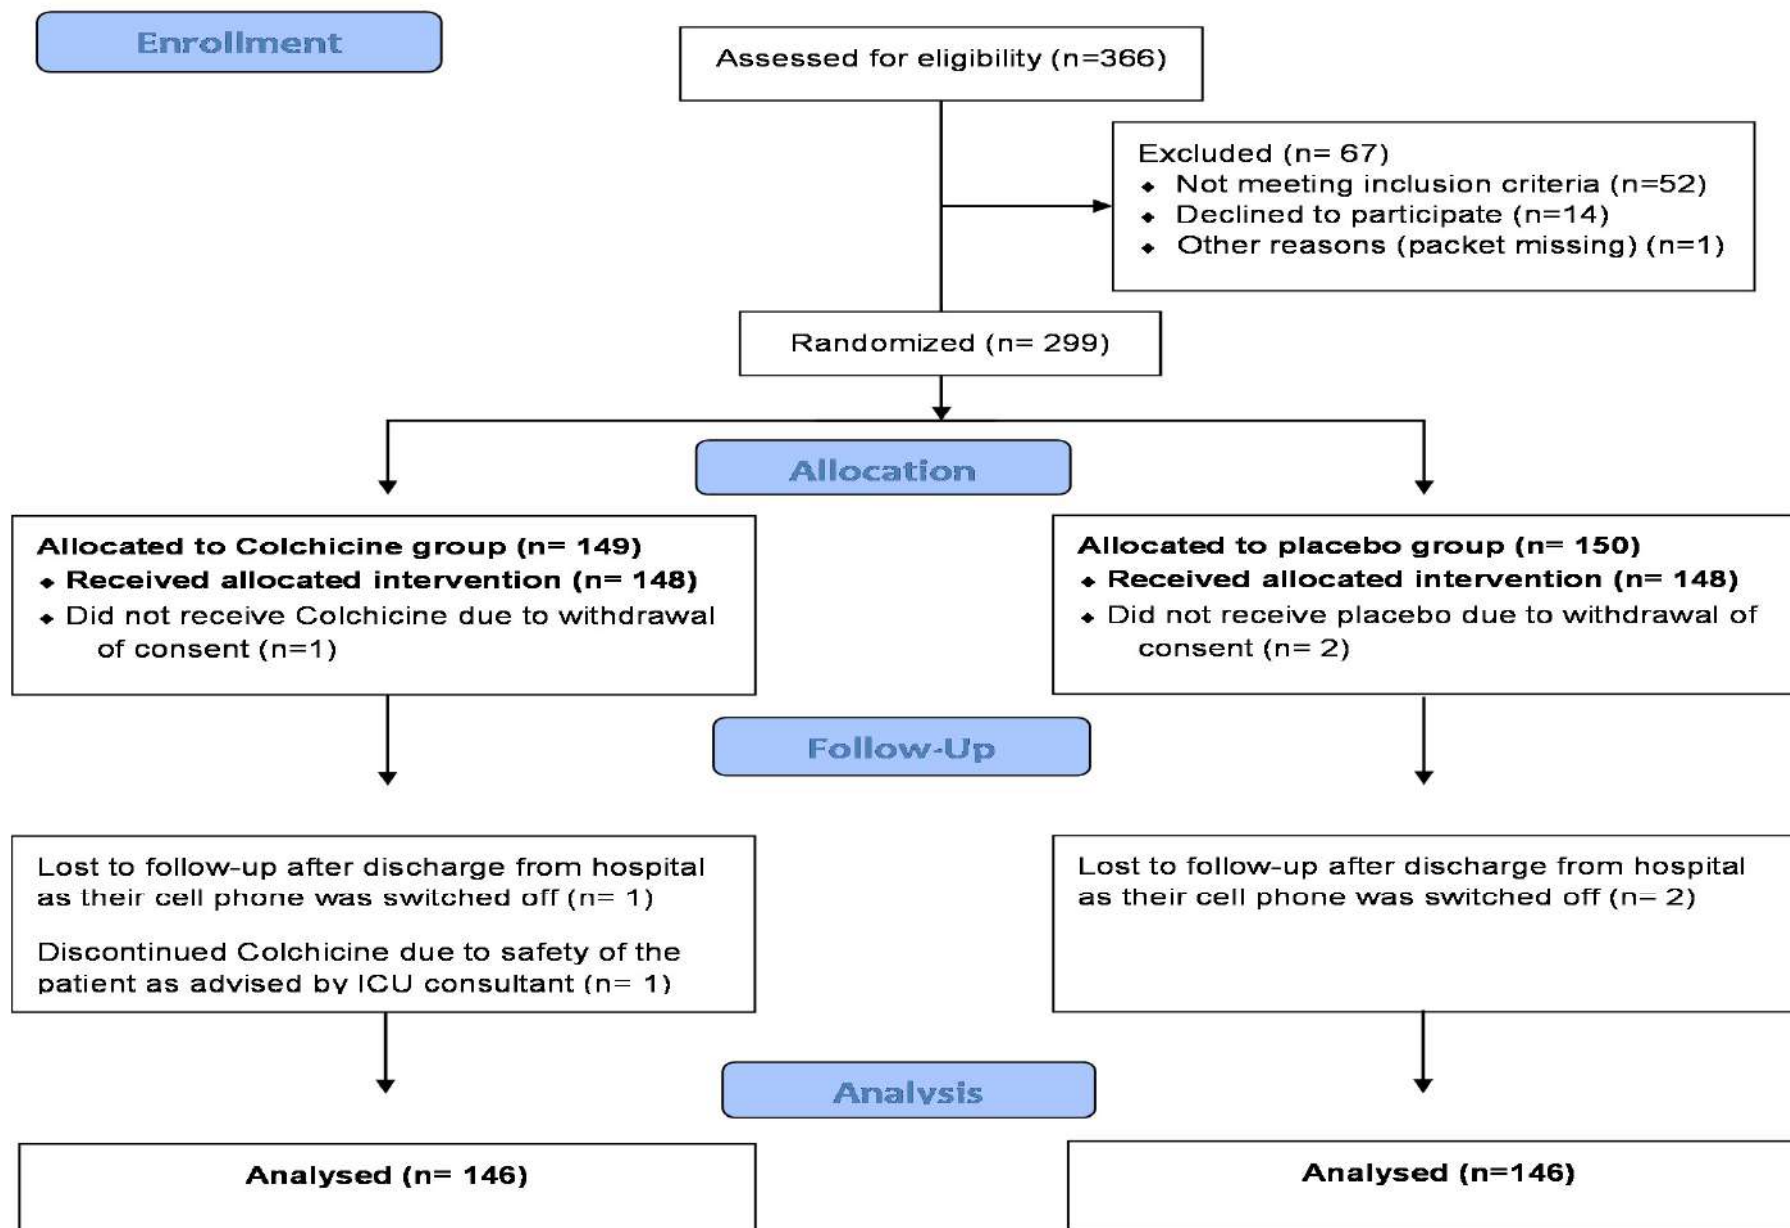 Enrollment
Assessed for eligibility (n=366)
Excluded (n= 67)
⬥ Not meeting inclusion criteria (n=52)
⬥ Declined to participate (n=14)
⬥ Other reasons (packet missing) (n=1)
Randomized (n= 299)
Allocation
Allocated to Colchicine group (n= 149)
⬥ Received allocated intervention (n= 148)
⬥ Did not receive Colchicine due to withdrawal
of consent (n=1)
Allocated to placebo group (n= 150)
⬥ Received allocated intervention (n= 148)
⬥ Did not receive placebo due to withdrawal of
consent (n= 2)
Follow-Up
Lost to follow-up after discharge from hospital
as their cell phone was switched off (n= 1)
Discontinued Colchicine due to safety of the
patient as advised by ICU consultant (n= 1)
Lost to follow-up after discharge from hospital
as their cell phone was switched off (n= 2)
Analysis
Analysed (n= 146)
Analysed (n=146)